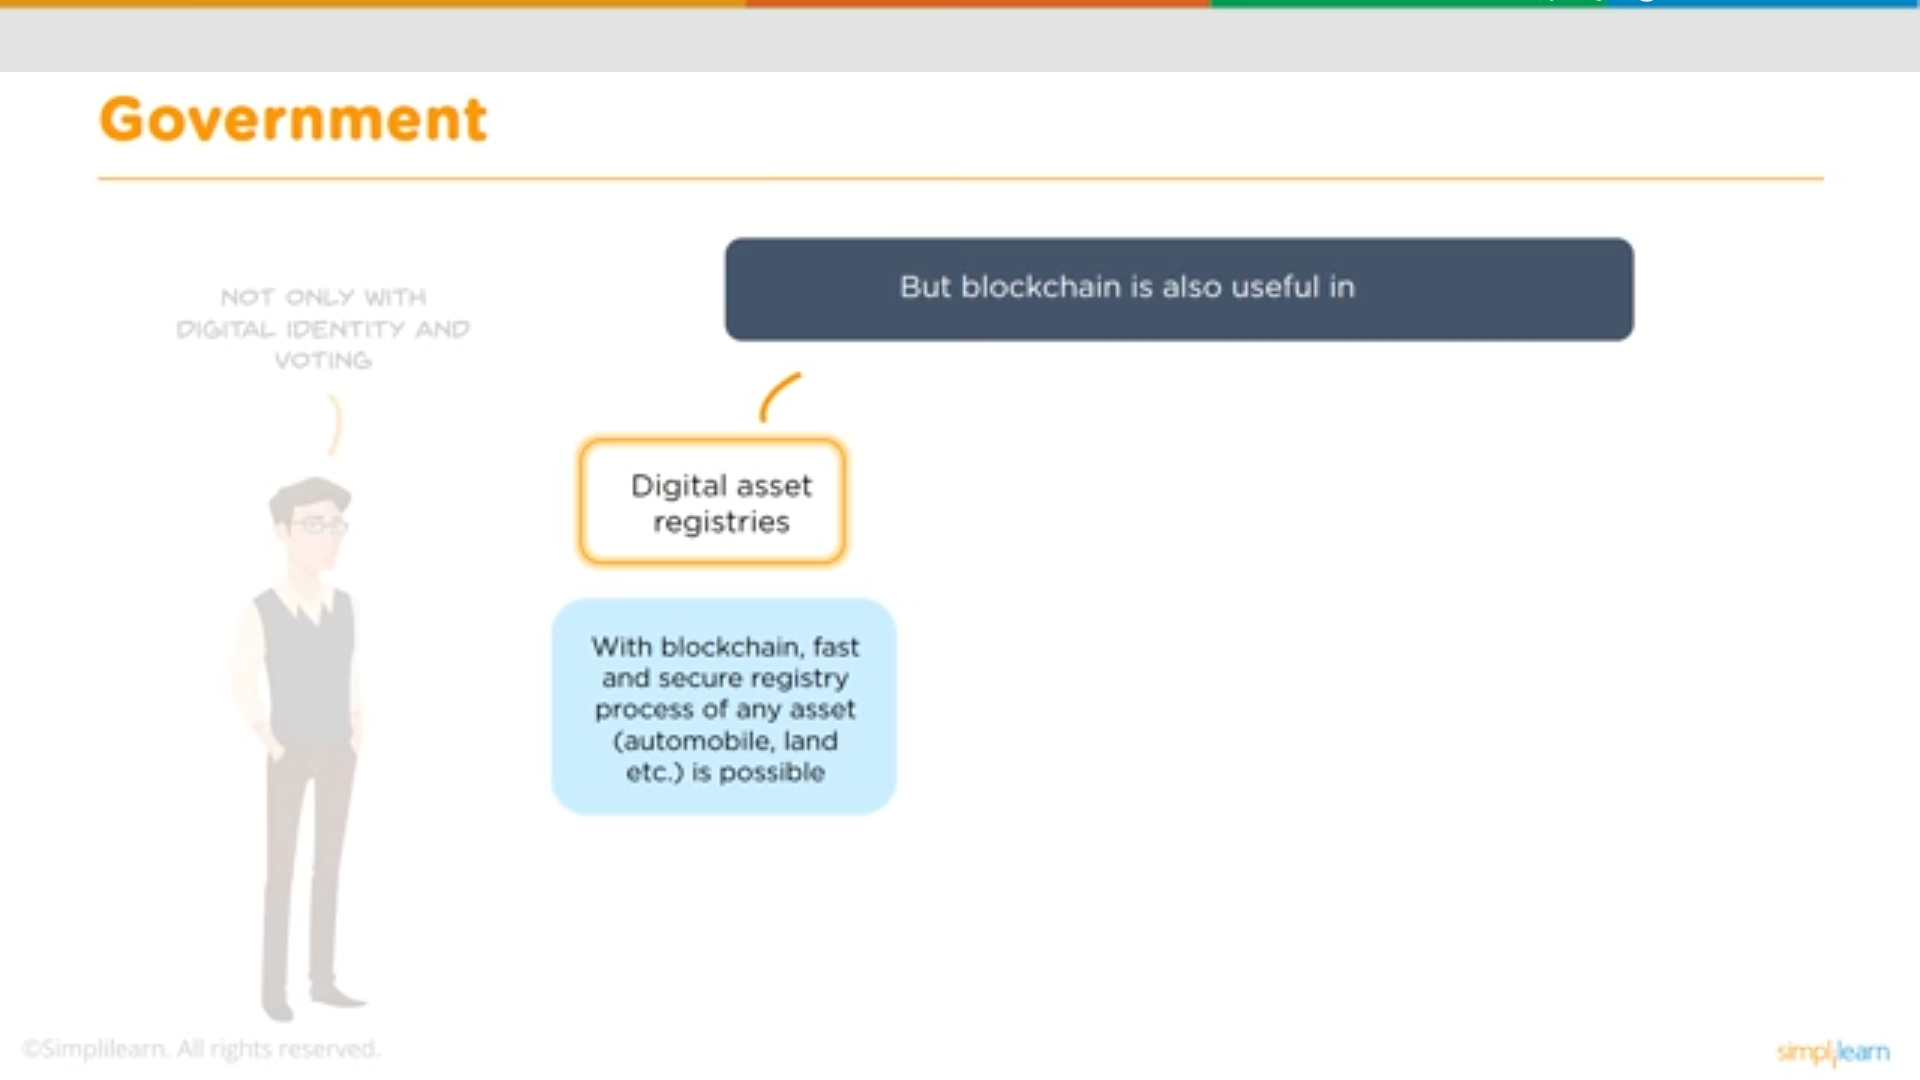 Government
NOT ONLY WITH
DIGITAL IDENTITY AND
VOTING
But blockchain is also useful in
Digital asset
registries
With blockchain, fast
and secure registry
process of any asset
(automobile, land
etc.) is possible
©Simplilearn. All rights reserved.
simplilearn